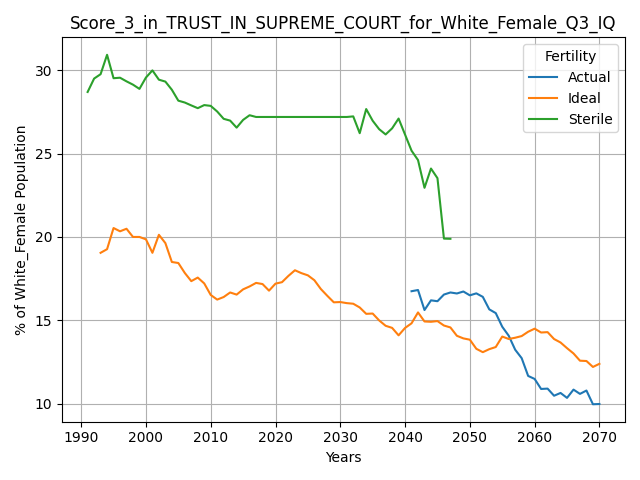 Score_3_in_TRUST_IN_SUPREME_COURT_for_White_Female_Q3_IQ
Fertility
Actual
Ideal
Sterile
% of White_Female Population
30
25
20
15
10
1990 2000 2010 2020 2030 2040 2050 2060 2070
Years